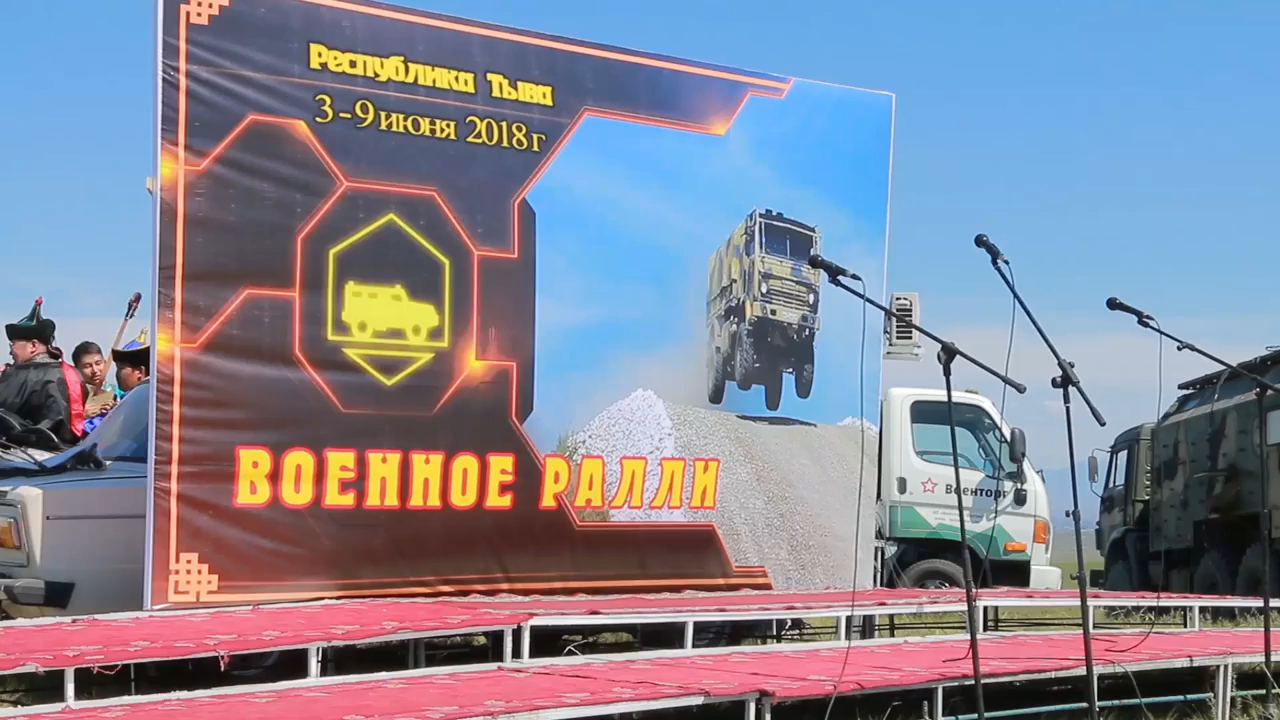 Республика Тыва
3-9 июня 2018 г
ВОЕННОЕ РАЛЛИ
Военторг